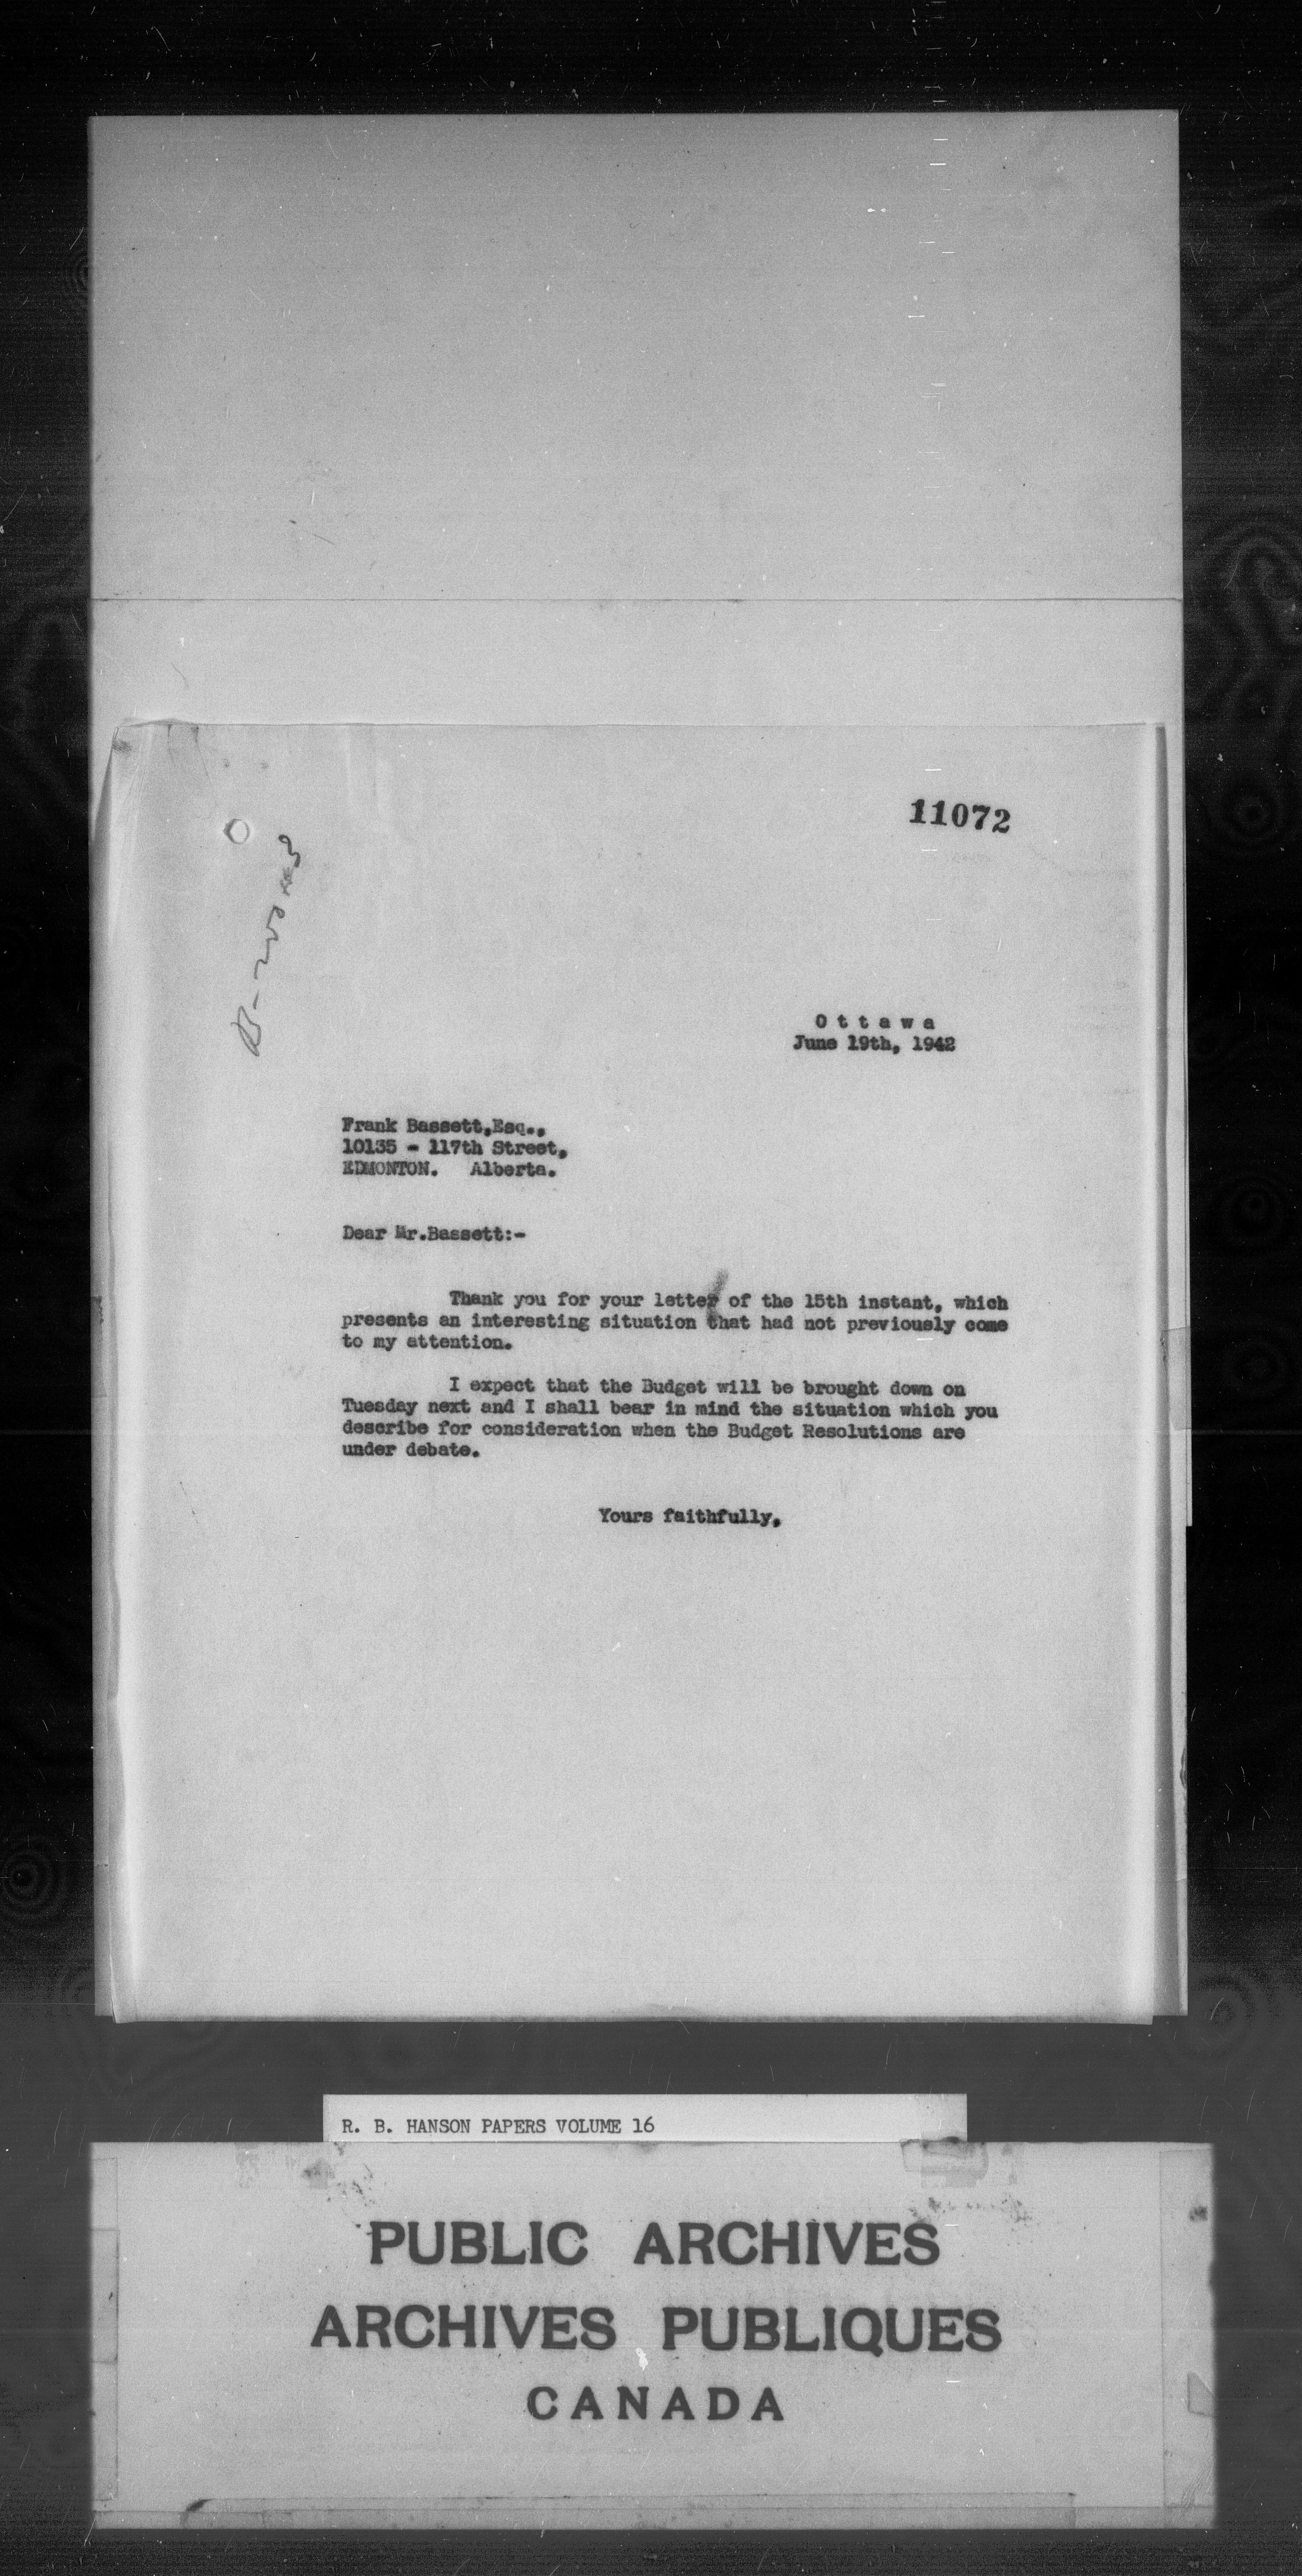 11072
O t t a w a
June 19th, 1942
Frank Bassett,Esq.,
10135 - 117th Street,
EDMONTON. Alberta.
Dear Mr.Bassett:-
Thank you for your letter of the 15th instant, which
presents an interesting situation that had not previously come
to my attention.
I expect that the Budget will be brought down on
Tuesday next and I shall bear in mind the situation which you
describe for consideration when the Budget Resolutions are
under debate.
Yours faithfully,
R. B. HANSON PAPERS VOLUME 16
PUBLIC ARCHIVES
ARCHIVES PUBLIQUES
CANADA